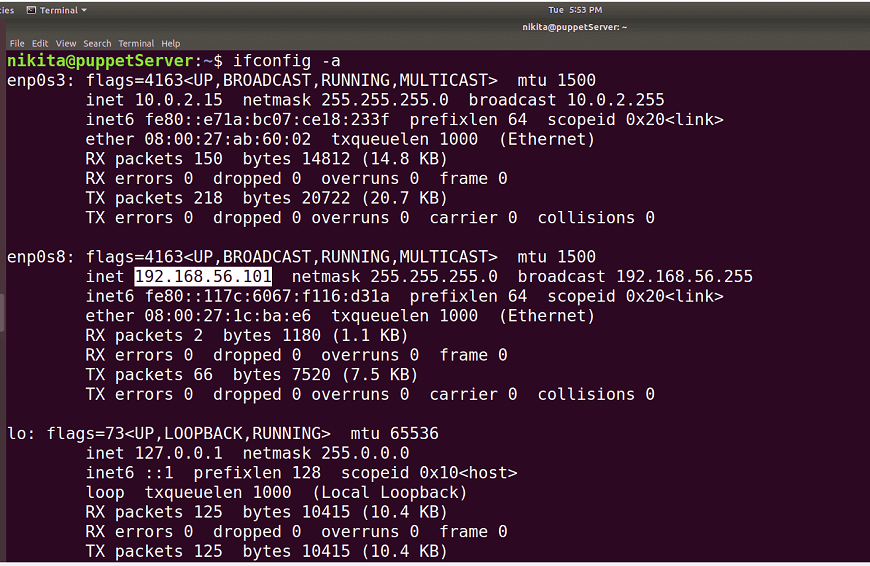 ies Terminal Tue 5:53 PM
nikita@puppetServer: ~
File Edit View Search Terminal Help
nikita@puppetServer:~$ ifconfig -a
enp0s3: flags=4163<UP,BROADCAST,RUNNING,MULTICAST>  mtu 1500
        inet 10.0.2.15  netmask 255.255.255.0  broadcast 10.0.2.255
        inet6 fe80::e71a:bc07:ce18:233f  prefixlen 64  scopeid 0x20<link>
        ether 08:00:27:ab:60:02  txqueuelen 1000  (Ethernet)
        RX packets 150  bytes 14812 (14.8 KB)
        RX errors 0  dropped 0  overruns 0  frame 0
        TX packets 218  bytes 20722 (20.7 KB)
        TX errors 0  dropped 0 overruns 0  carrier 0  collisions 0
enp0s8: flags=4163<UP,BROADCAST,RUNNING,MULTICAST>  mtu 1500
        inet 192.168.56.101  netmask 255.255.255.0  broadcast 192.168.56.255
        inet6 fe80::117c:6067:f116:d31a  prefixlen 64  scopeid 0x20<link>
        ether 08:00:27:1c:ba:e6  txqueuelen 1000  (Ethernet)
        RX packets 2  bytes 1180 (1.1 KB)
        RX errors 0  dropped 0  overruns 0  frame 0
        TX packets 66  bytes 7520 (7.5 KB)
        TX errors 0  dropped 0 overruns 0  carrier 0  collisions 0
lo: flags=73<UP,LOOPBACK,RUNNING>  mtu 65536
        inet 127.0.0.1  netmask 255.0.0.0
        inet6 ::1  prefixlen 128  scopeid 0x10<host>
        loop  txqueuelen 1000  (Local Loopback)
        RX packets 125  bytes 10415 (10.4 KB)
        RX errors 0  dropped 0  overruns 0  frame 0
        TX packets 125  bytes 10415 (10.4 KB)